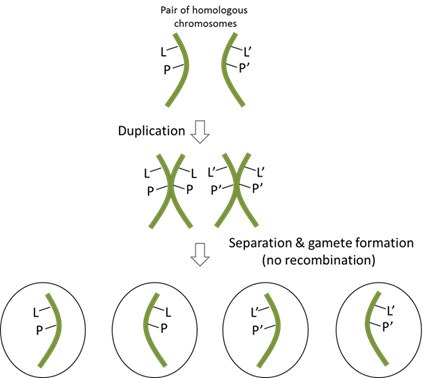 Pair of homologous
chromosomes
L L'
P P'
Duplication
L L L' L'
P P P' P'
Separation & gamete formation
(no recombination)
L L L' L'
P P P' P'